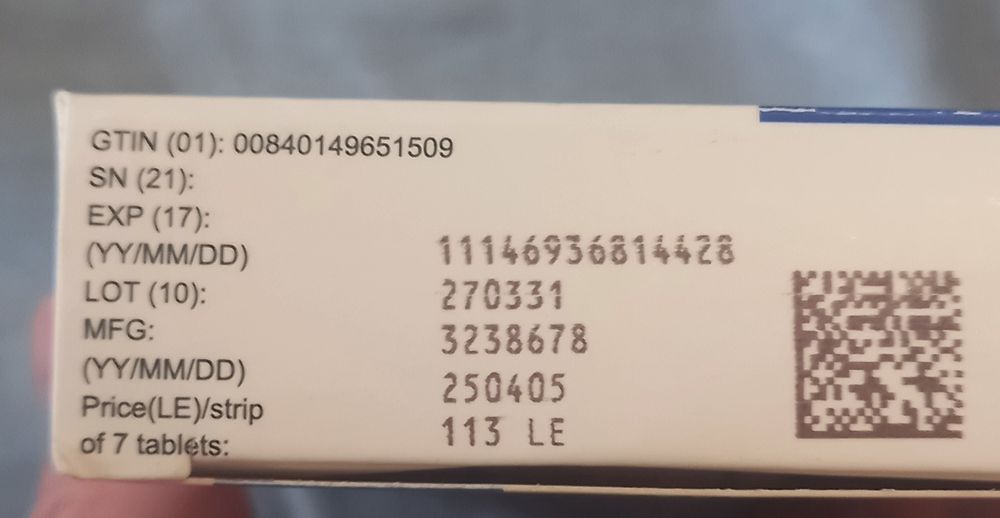 GTIN (01): 00840149651509
SN (21):
EXP (17):
(YY/MM/DD)
LOT (10):
MFG:
(YY/MM/DD)
Price(LE)/strip
of 7 tablets:
11146936814428
270331
3238678
250405
113 LE